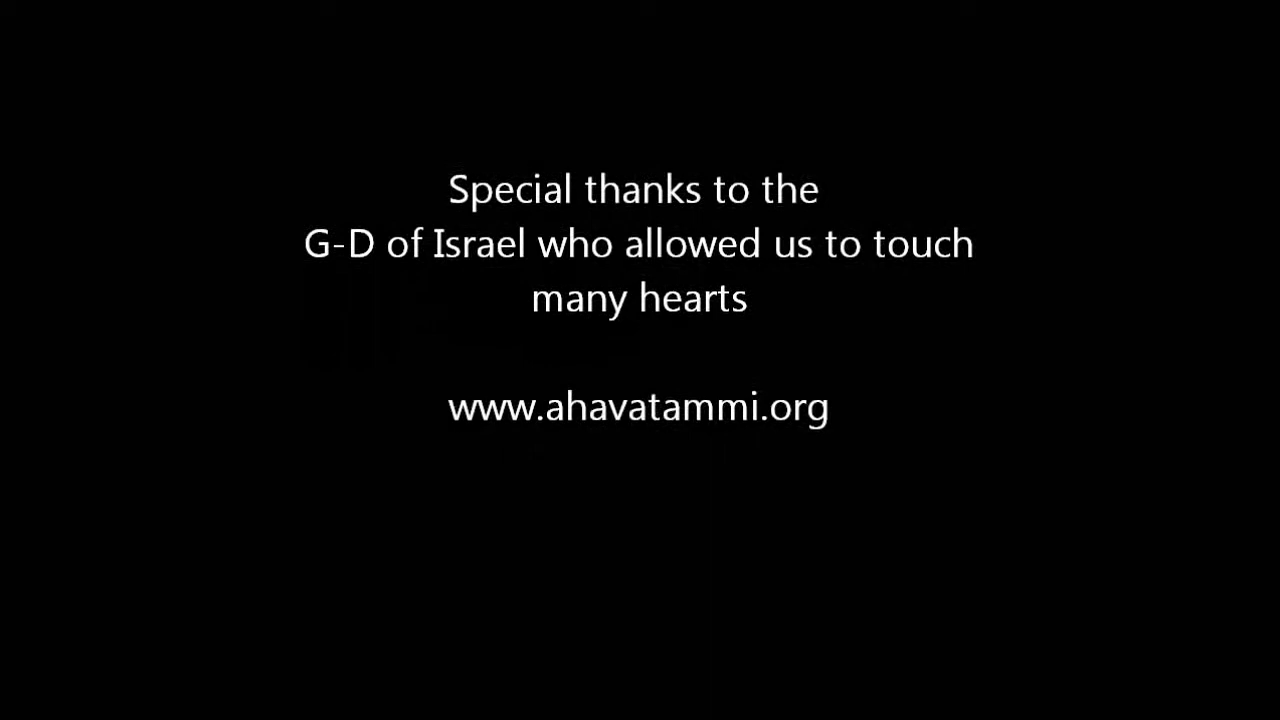 Special thanks to the
G-D of Israel who allowed us to touch
many hearts
www.ahavatammi.org